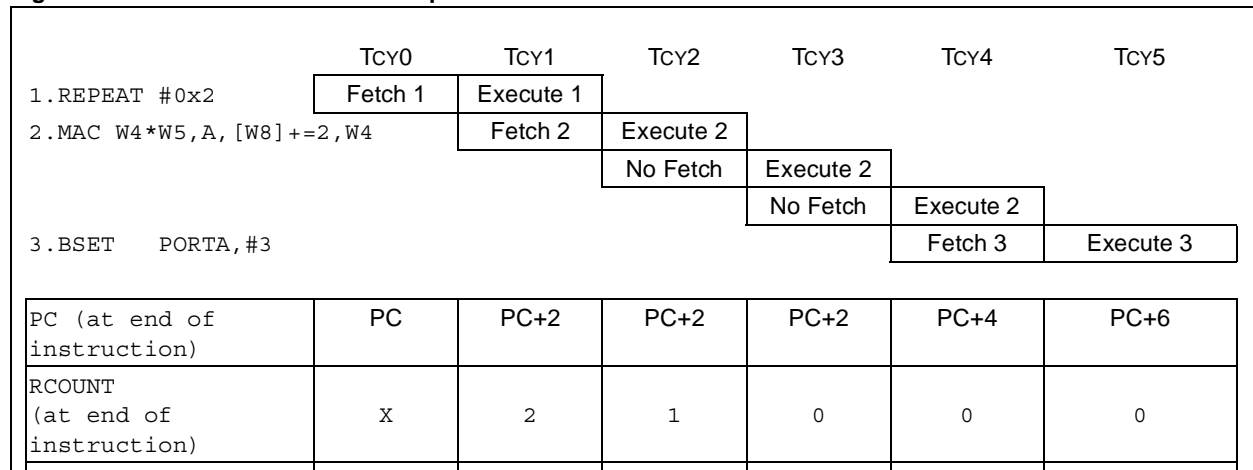 TCY0 TCY1 TCY2 TCY3 TCY4 TCY5
1.REPEAT #0x2 Fetch 1 Execute 1
2.MAC W4*W5,A,[W8]+=2,W4 Fetch 2 Execute 2
No Fetch Execute 2
No Fetch Execute 2
3.BSET PORTA,#3 Fetch 3 Execute 3
PC (at end of
instruction)
PC PC+2 PC+2 PC+2 PC+4 PC+6
RCOUNT
(at end of
instruction)
X 2 1 0 0 0